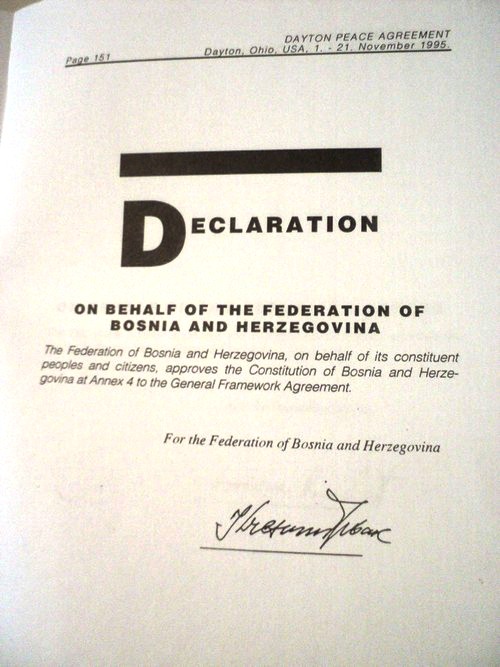 DAYTON PEACE AGREEMENT
Page 151 Dayton, Ohio, USA, 1. - 21. November 1995.
DECLARATION
ON BEHALF OF THE FEDERATION OF
BOSNIA AND HERZEGOVINA
The Federation of Bosnia and Herzegovina, on behalf of its constituent
peoples and citizens, approves the Constitution of Bosnia and Herze-
govina at Annex 4 to the General Framework Agreement.
For the Federation of Bosnia and Herzegovina